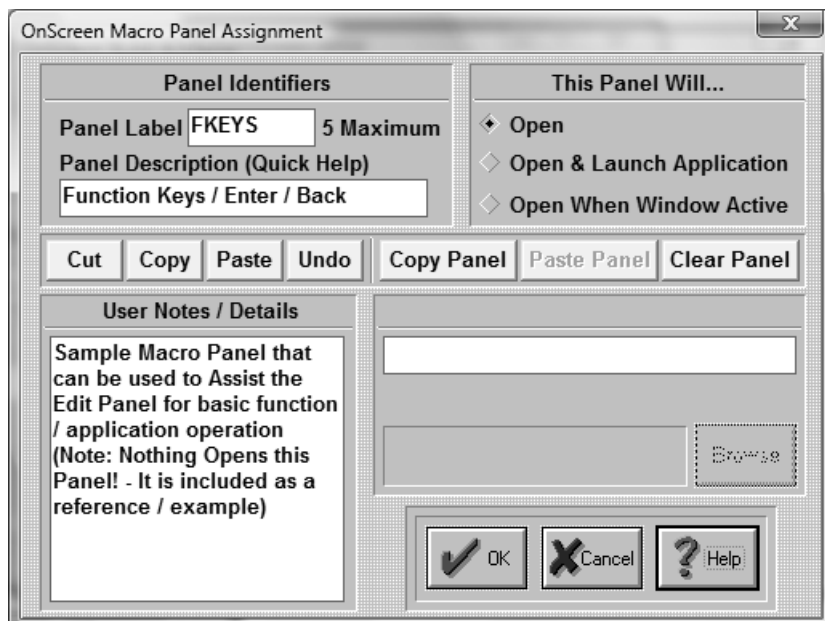 OnScreen Macro Panel Assignment
X
Panel Identifiers
Panel Label FKEYS 5 Maximum
Panel Description (Quick Help)
Function Keys / Enter / Back
This Panel Will...
Open
Open & Launch Application
Open When Window Active
Cut Copy Paste Undo Copy Panel Paste Panel Clear Panel
User Notes / Details
Sample Macro Panel that
can be used to Assist the
Edit Panel for basic function
/ application operation
(Note: Nothing Opens this
Panel! - It is included as a
reference / example)
Browse
OK Cancel Help